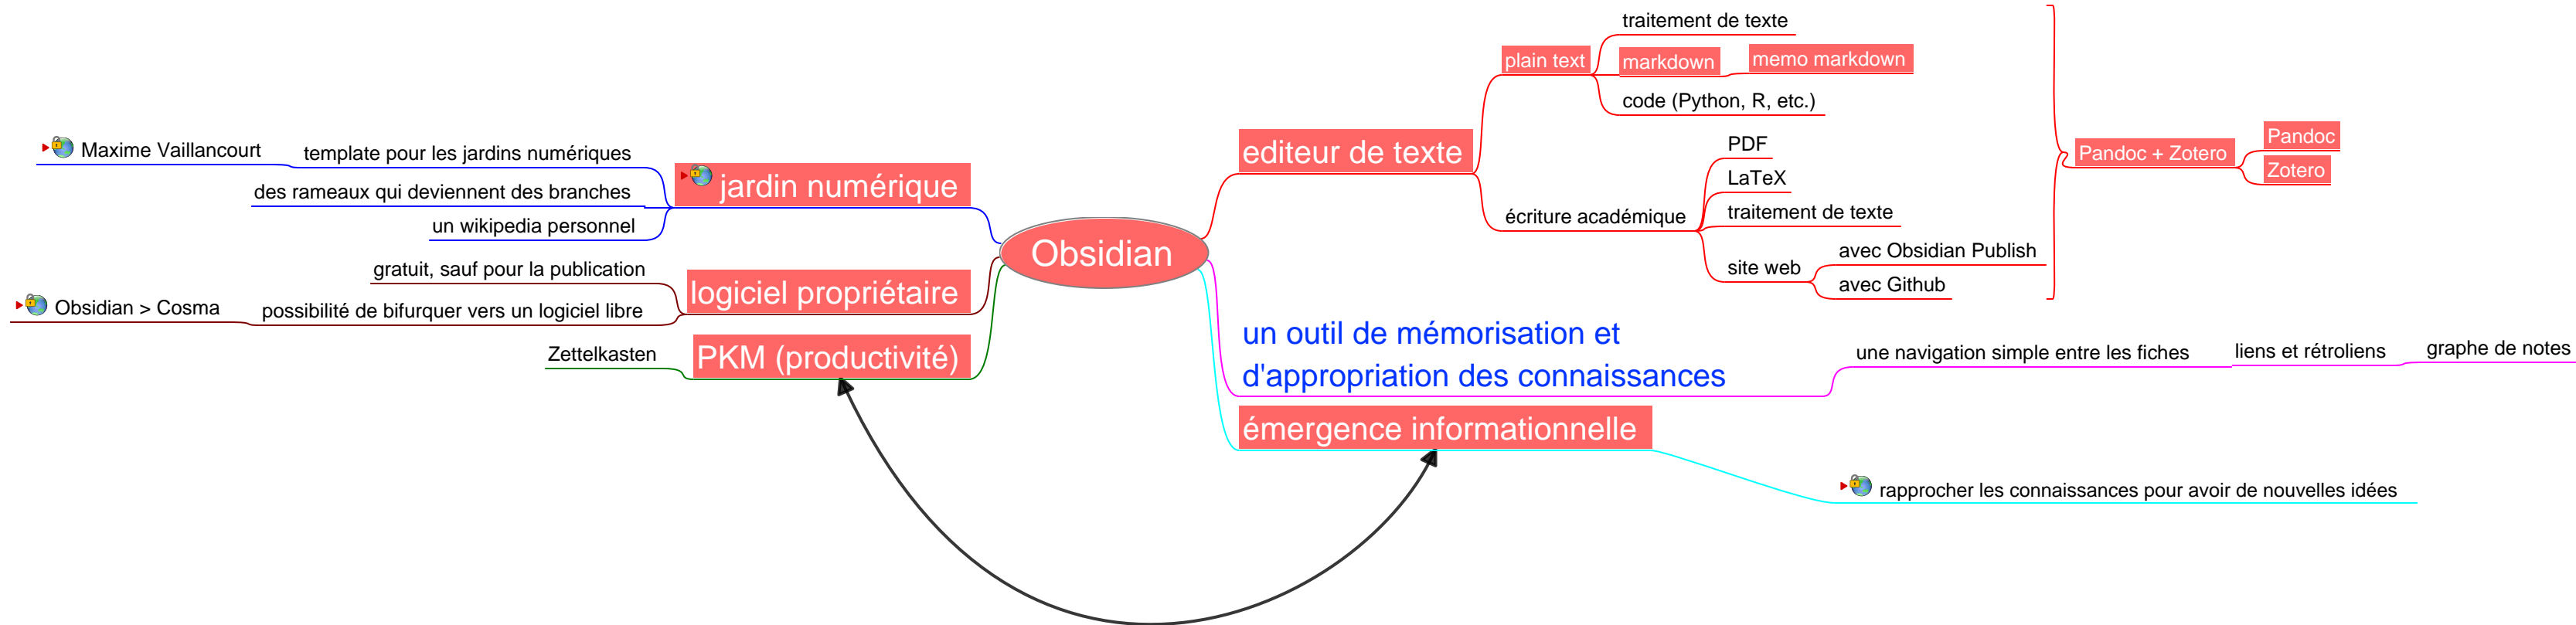 Obsidian
editeur de texte
plain text
traitement de texte
markdown
memo markdown
code (Python, R, etc.)
écriture académique
PDF
LaTeX
traitement de texte
site web
avec Obsidian Publish
avec Github
Pandoc + Zotero
Pandoc
Zotero
un outil de mémorisation et
d'appropriation des connaissances
une navigation simple entre les fiches
liens et rétroliens
graphe de notes
émergence informationnelle
rapprocher les connaissances pour avoir de nouvelles idées
jardin numérique
template pour les jardins numériques
Maxime Vaillancourt
des rameaux qui deviennent des branches
un wikipedia personnel
logiciel propriétaire
gratuit, sauf pour la publication
possibilité de bifurquer vers un logiciel libre
Obsidian > Cosma
PKM (productivité)
Zettelkasten